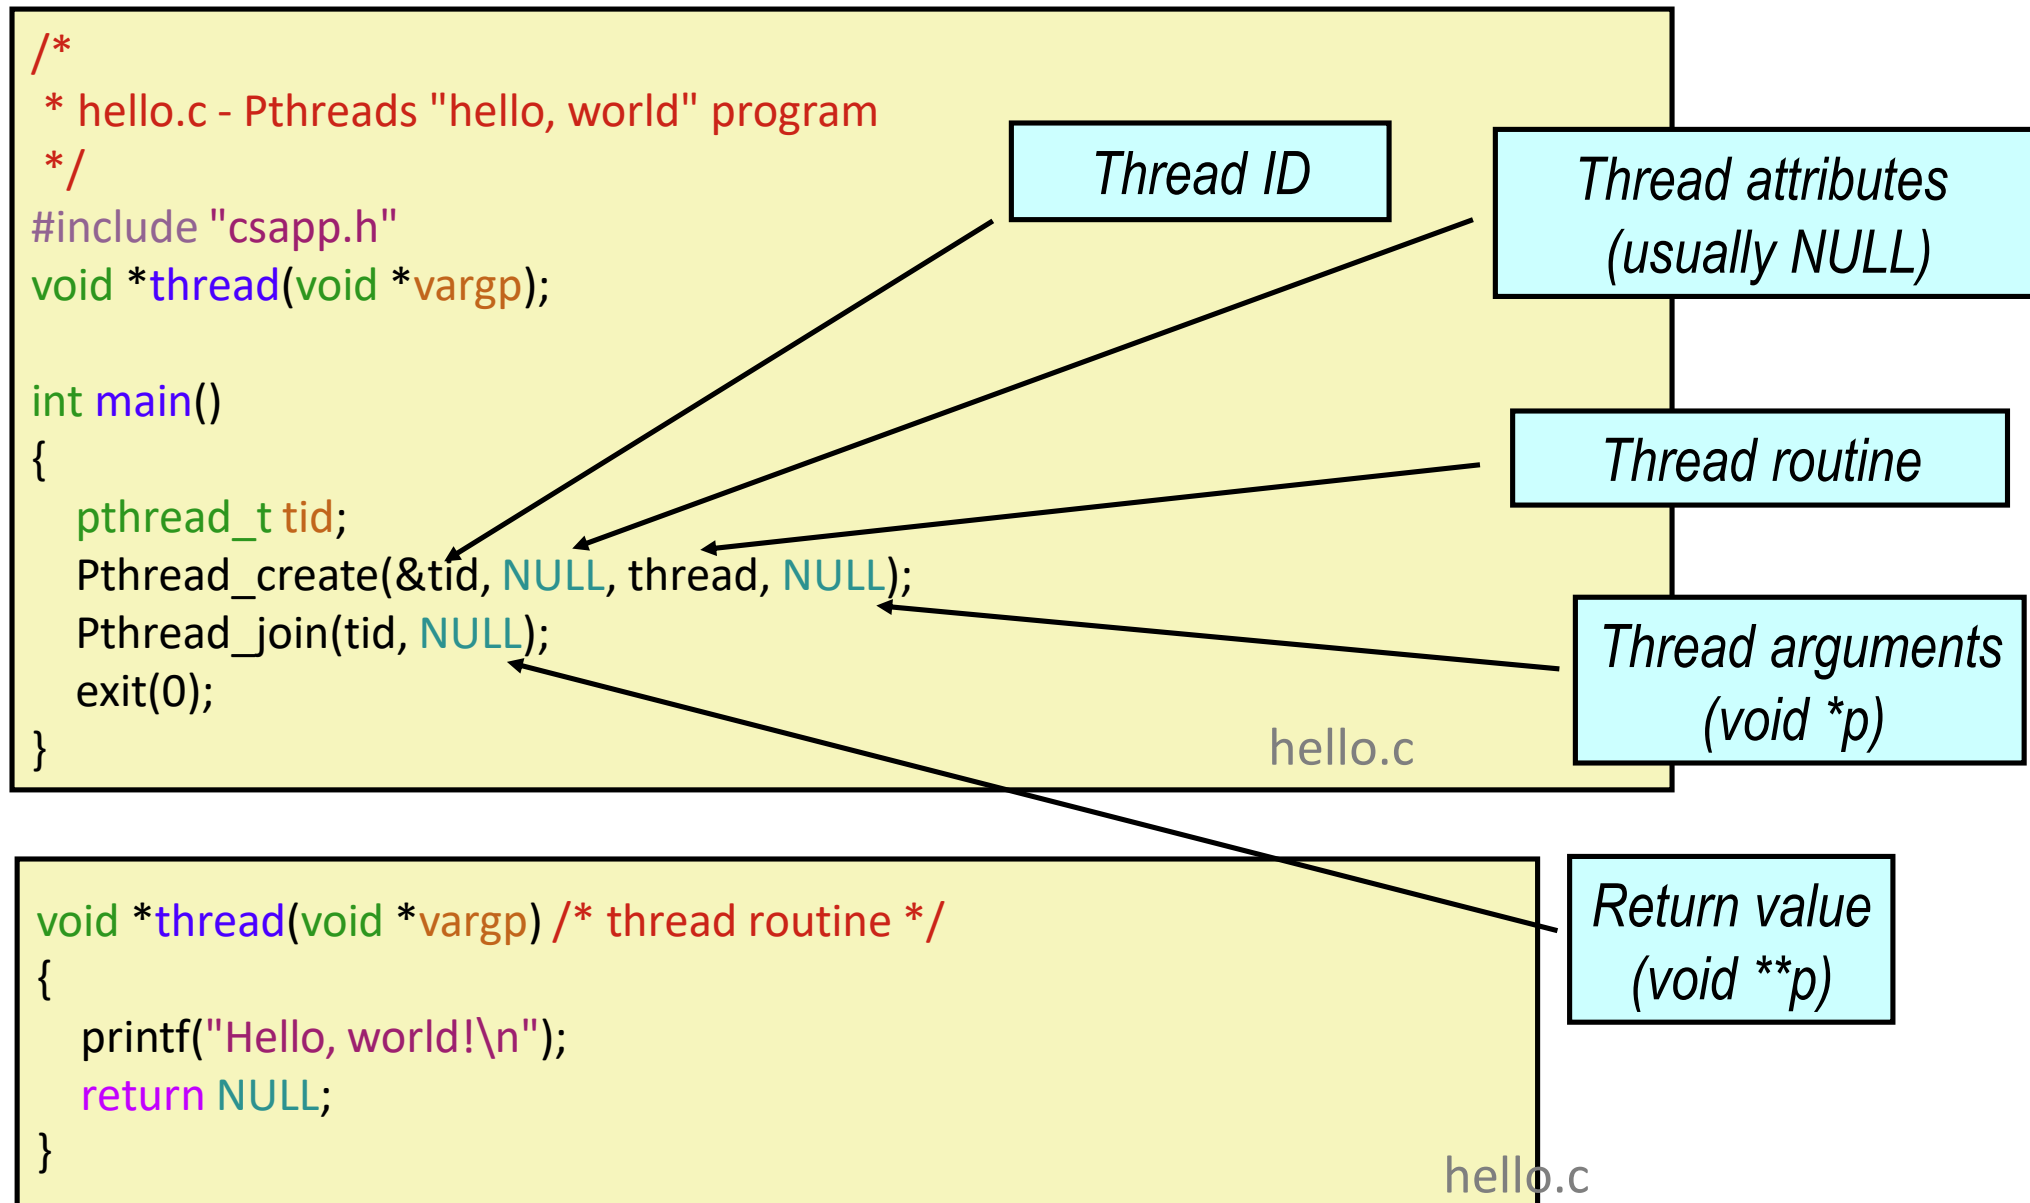 /*
 * hello.c - Pthreads "hello, world" program
 */
#include "csapp.h"
void *thread(void *vargp);
int main()
{
pthread_t tid;
Pthread_create(&tid, NULL, thread, NULL);
Pthread_join(tid, NULL);
exit(0);
}
hello.c
Thread ID
Thread attributes
(usually NULL)
Thread routine
Thread arguments
(void *p)
Return value
(void **p)
void *thread(void *vargp) /* thread routine */
{
printf("Hello, world!\n");
return NULL;
}
hello.c